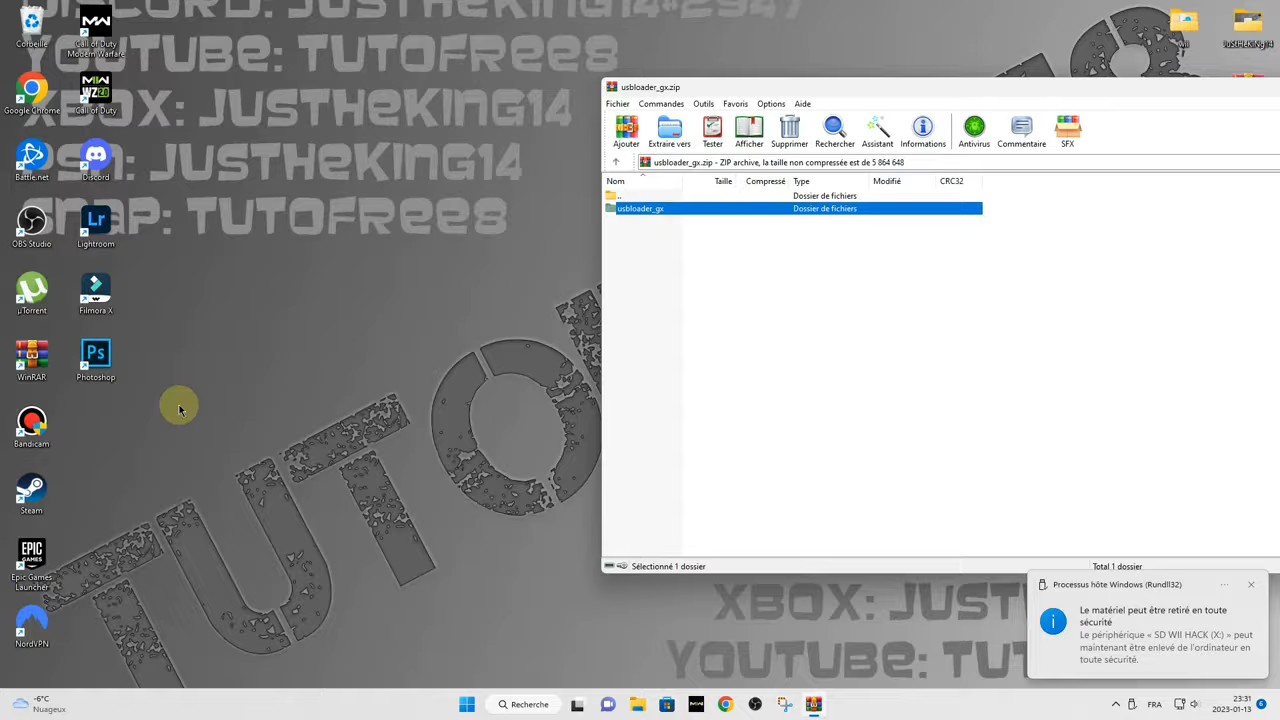 JUSTHEKING14#2947
YOUTUBE: TUTOFREE8
XBOX: JUSTHEKING14
JUSTHEKING14
TUTOFREE8
TUTO
XBOX: JUST
YOUTUBE: TUT
Corbeille
Call of Duty
Modern Warfare
Google Chrome
Call of Duty
Battle.net
Discord
OBS Studio
Lightroom
µTorrent
Filmora X
WinRAR
Photoshop
Bandicam
Steam
Epic Games
Launcher
NordVPN
Wii
JusTHeKiNg14
usbloader_gx.zip
Fichier Commandes Outils Favoris Options Aide
Ajouter Extraire vers Tester Afficher Supprimer Rechercher Assistant Informations Antivirus Commentaire SFX
usbloader_gx.zip - ZIP archive, la taille non compressée est de 5 864 648
Nom Taille Compressé Type Modifié CRC32
.. Dossier de fichiers
usbloader_gx Dossier de fichiers
Sélectionné 1 dossier Total 1 dossier
Processus hôte Windows (Rundll32)
Le matériel peut être retiré en toute
sécurité
Le périphérique « SD WII HACK (X:) » peut
maintenant être enlevé de l'ordinateur en
toute sécurité.
-6°C
Nuageux
Recherche
FRA
23:31
2023-01-13
6